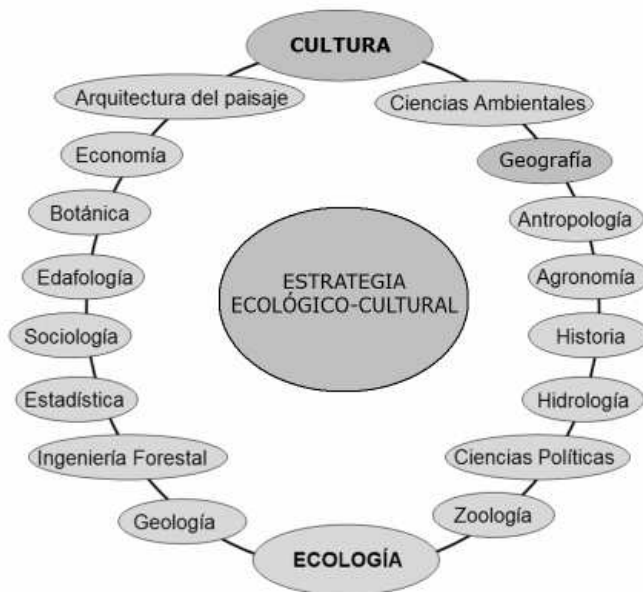 CULTURA
Arquitectura del paisaje
Ciencias Ambientales
Economía
Geografía
Botánica
Antropología
Edafología
Agronomía
ESTRATEGIA
ECOLÓGICO-CULTURAL
Sociología
Historia
Estadística
Hidrología
Ingeniería Forestal
Ciencias Políticas
Geología
Zoología
ECOLOGÍA